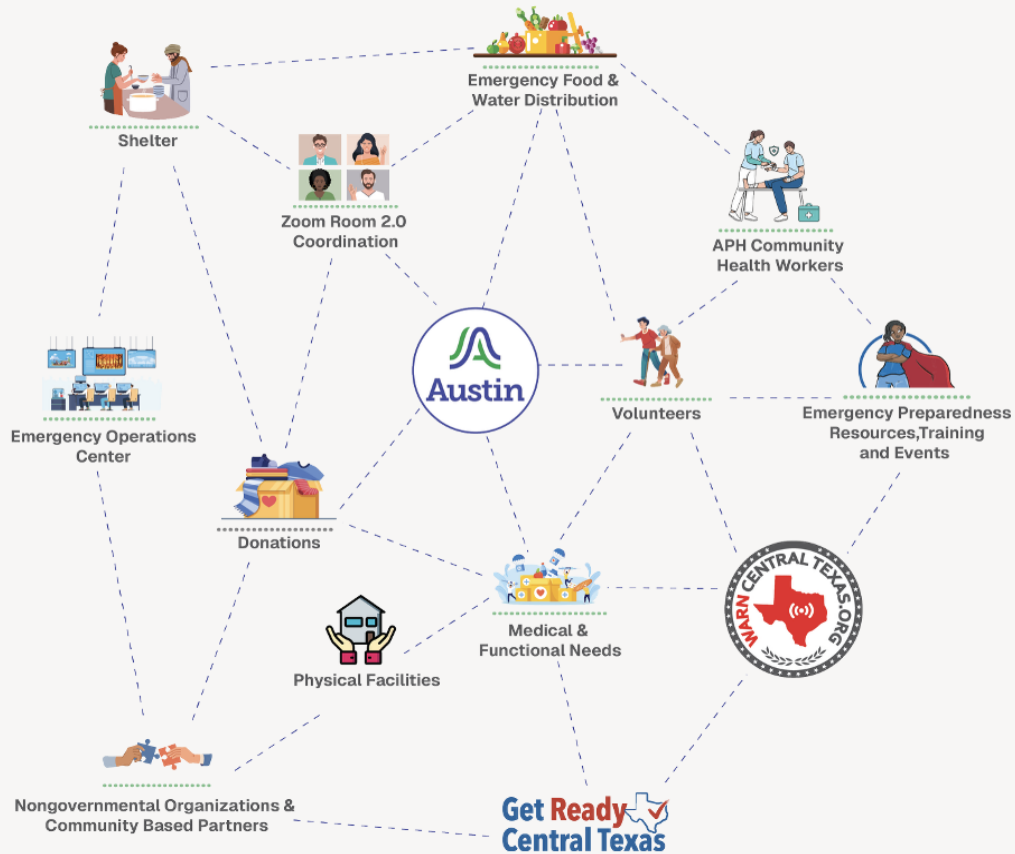 Emergency Food &
Water Distribution
Shelter
Zoom Room 2.0
Coordination
APH Community
Health Workers
Austin
Volunteers
Emergency Preparedness
Resources,Training
and Events
Emergency Operations
Center
Donations
WARN CENTRAL TEXAS.ORG
Medical &
Functional Needs
Physical Facilities
Nongovernmental Organizations &
Community Based Partners
Get Ready
Central Texas